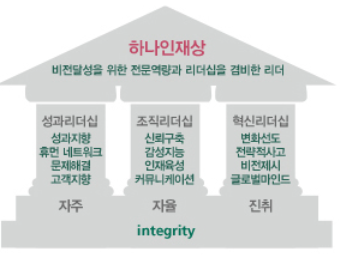 하나인재상
비전달성을 위한 전문역량과 리더십을 겸비한 리더
성과리더십
성과지향
휴먼 네트워크
문제해결
고객지향
자주
조직리더십
신뢰구축
감성지능
인재육성
커뮤니케이션
자율
혁신리더십
변화선도
전략적사고
비전제시
글로벌마인드
진취
integrity